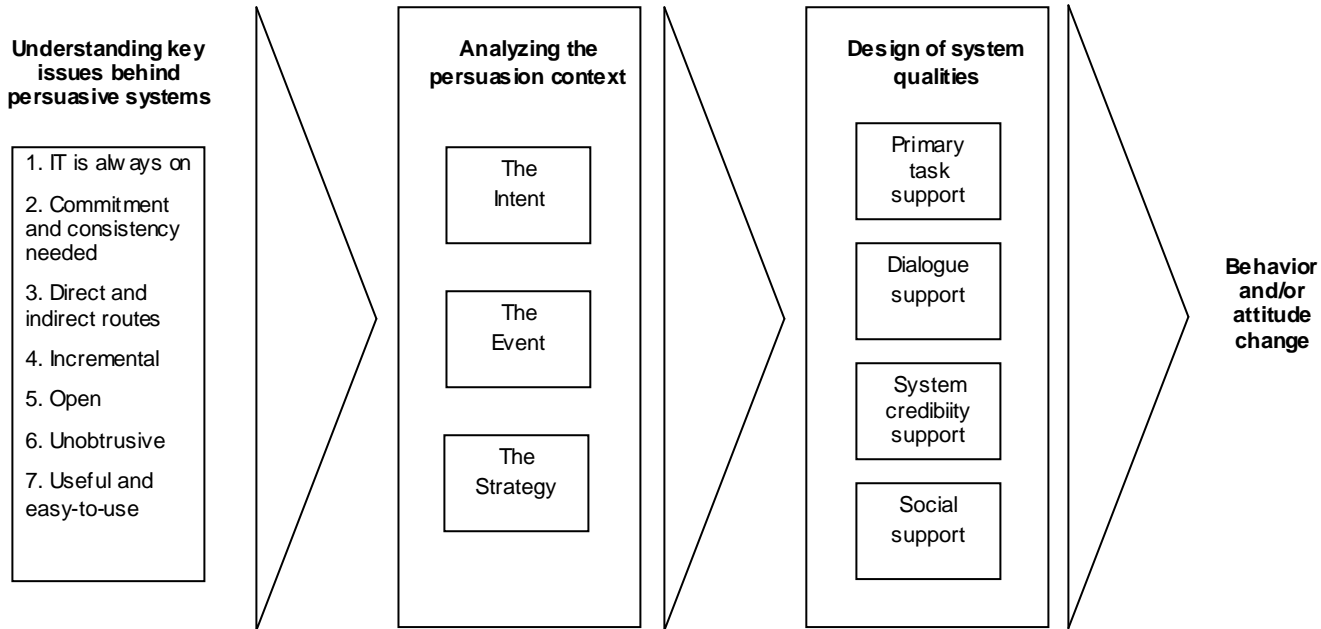 Understanding key
issues behind
persuasive systems
1. IT is always on
2. Commitment
and consistency
needed
3. Direct and
indirect routes
4. Incremental
5. Open
6. Unobtrusive
7. Useful and
easy-to-use
Analyzing the
persuasion context
The
Intent
The
Event
The
Strategy
Design of system
qualities
Primary
task
support
Dialogue
support
System
credibiity
support
Social
support
Behavior
and/or
attitude
change